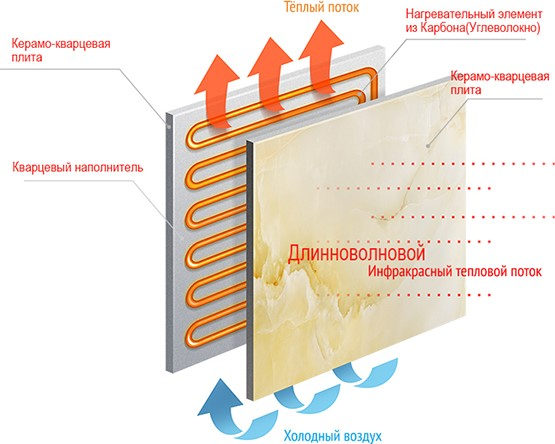 Тёплый поток
Нагревательный элемент
из Карбона(Углеволокно)
Керамо-кварцевая
плита
Керамо-кварцевая
плита
Кварцевый наполнитель
Длинноволновой
Инфракрасный тепловой поток
Холодный воздух